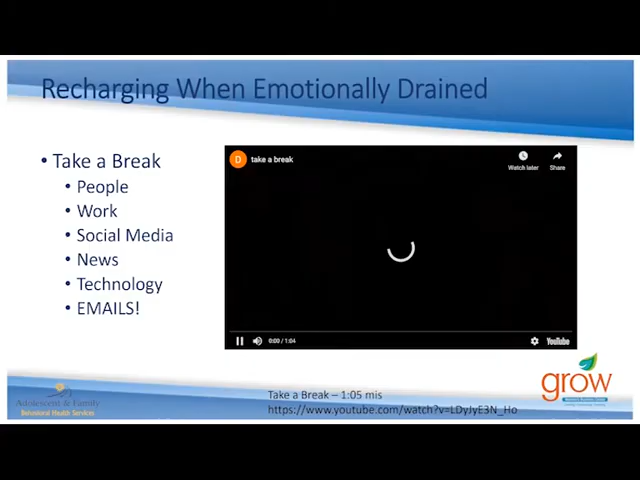 Recharging When Emotionally Drained
• Take a Break
• People
• Work
• Social Media
• News
• Technology
• EMAILS!
D take a break
Watch later
Share
0:00 / 1:04
YouTube
Adolescent & Family
Behavioral Health Services
Take a Break – 1:05 mis
https://www.youtube.com/watch?v=LDyJyE3N_Ho
grow